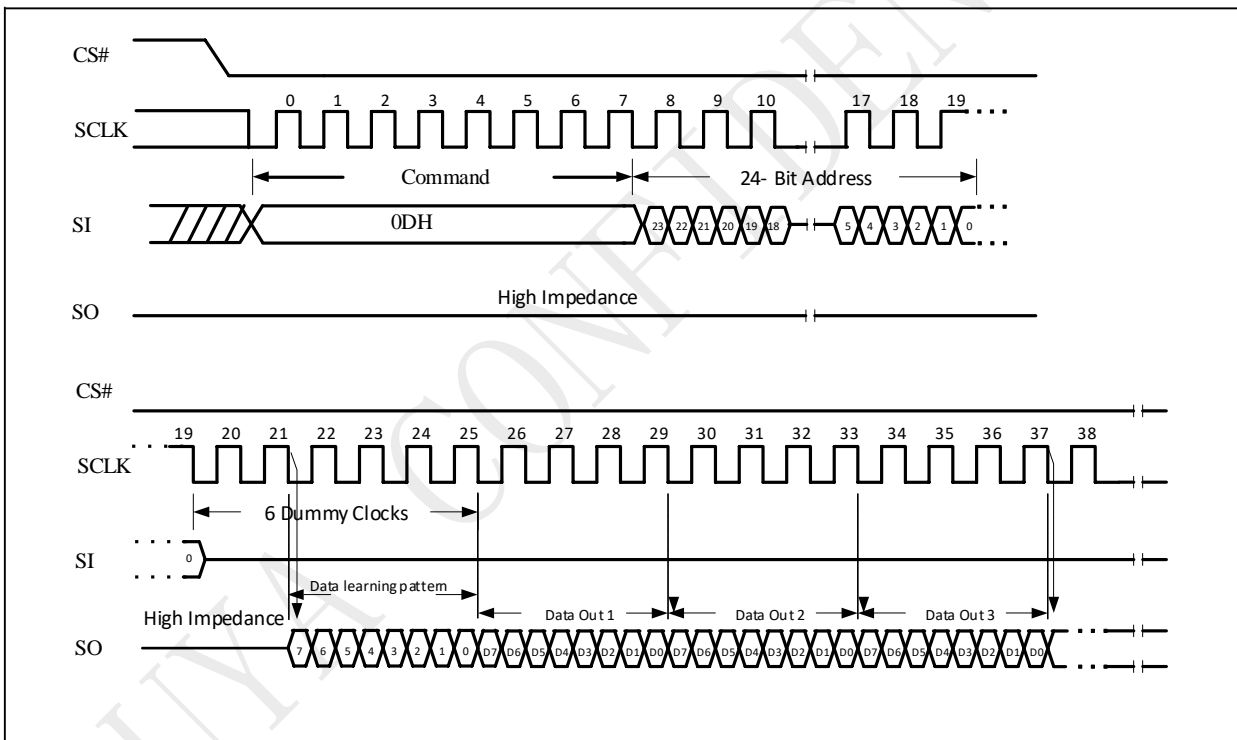 CS#
0 1 2 3 4 5 6 7 8 9 10 17 18 19
SCLK
Command 24- Bit Address
SI 0DH 23 22 21 20 19 18 5 4 3 2 1 0
High Impedance
SO
CS#
19 20 21 22 23 24 25 26 27 28 29 30 31 32 33 34 35 36 37 38
SCLK
6 Dummy Clocks
SI 0
Data learning pattem
High Impedance Data Out 1 Data Out 2 Data Out 3
SO 7 6 5 4 3 2 1 0 D7 D6 D5 D4 D3 D2 D1 D0 D7 D6 D5 D4 D3 D2 D1 D0 D7 D6 D5 D4 D3 D2 D1 D0
UYA CONFIDEN